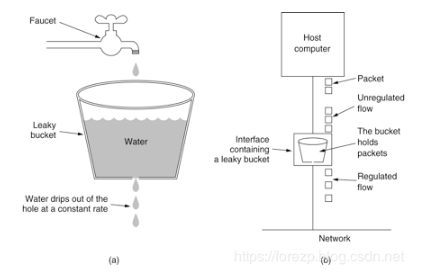 Faucet
Leaky
bucket
Water
Water drips out of the
hole at a constant rate
(a)
Host
computer
Packet
Unregulated
flow
Interface
containing
a leaky bucket
The bucket
holds
packets
Regulated
flow
Network
(b)
https://forezp.blog.csdn.net